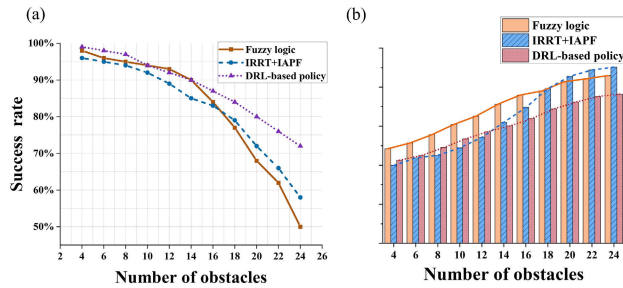 (a)
100%
90%
80%
70%
60%
50%
Success rate
2 4 6 8 10 12 14 16 18 20 22 24 26
Number of obstacles
Fuzzy logic
IRRT+IAPF
DRL-based policy
(b)
Fuzzy logic
IRRT+IAPF
DRL-based policy
4 6 8 10 12 14 16 18 20 22 24
Number of obstacles